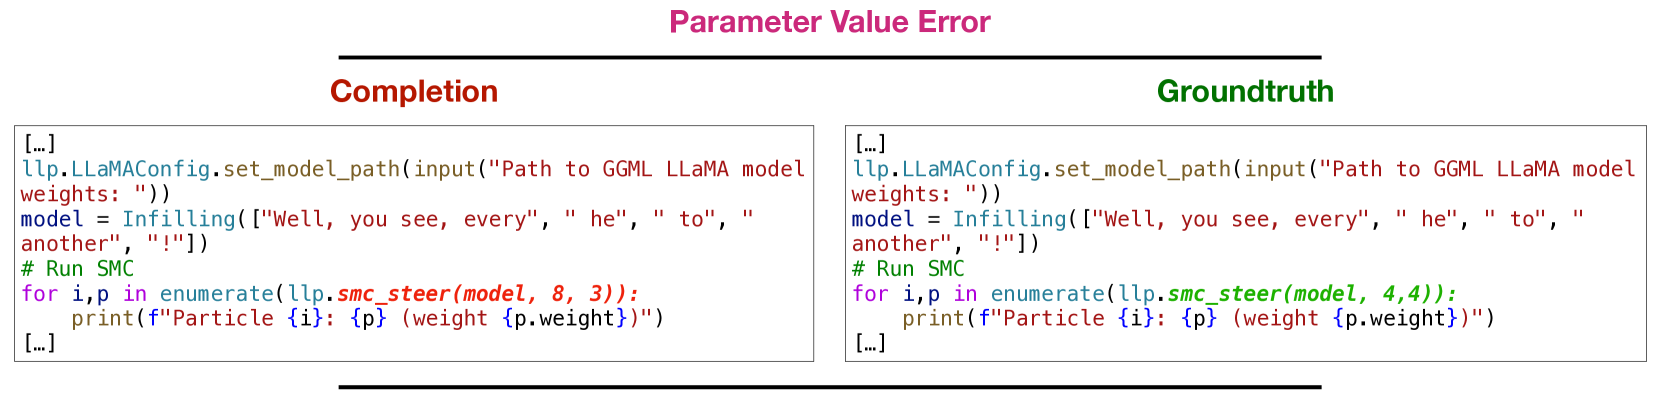 Parameter Value Error
Completion
[…]
llp.LLaMAConfig.set_model_path(input("Path to GGML LLaMA model
weights: "))
model = Infilling(["Well, you see, every", " he", " to", "
another", "!"])
# Run SMC
for i,p in enumerate(llp.smc_steer(model, 8, 3)):
    print(f"Particle {i}: {p} (weight {p.weight})")
[…]
Groundtruth
[…]
llp.LLaMAConfig.set_model_path(input("Path to GGML LLaMA model
weights: "))
model = Infilling(["Well, you see, every", " he", " to", "
another", "!"])
# Run SMC
for i,p in enumerate(llp.smc_steer(model, 4,4)):
    print(f"Particle {i}: {p} (weight {p.weight})")
[…]